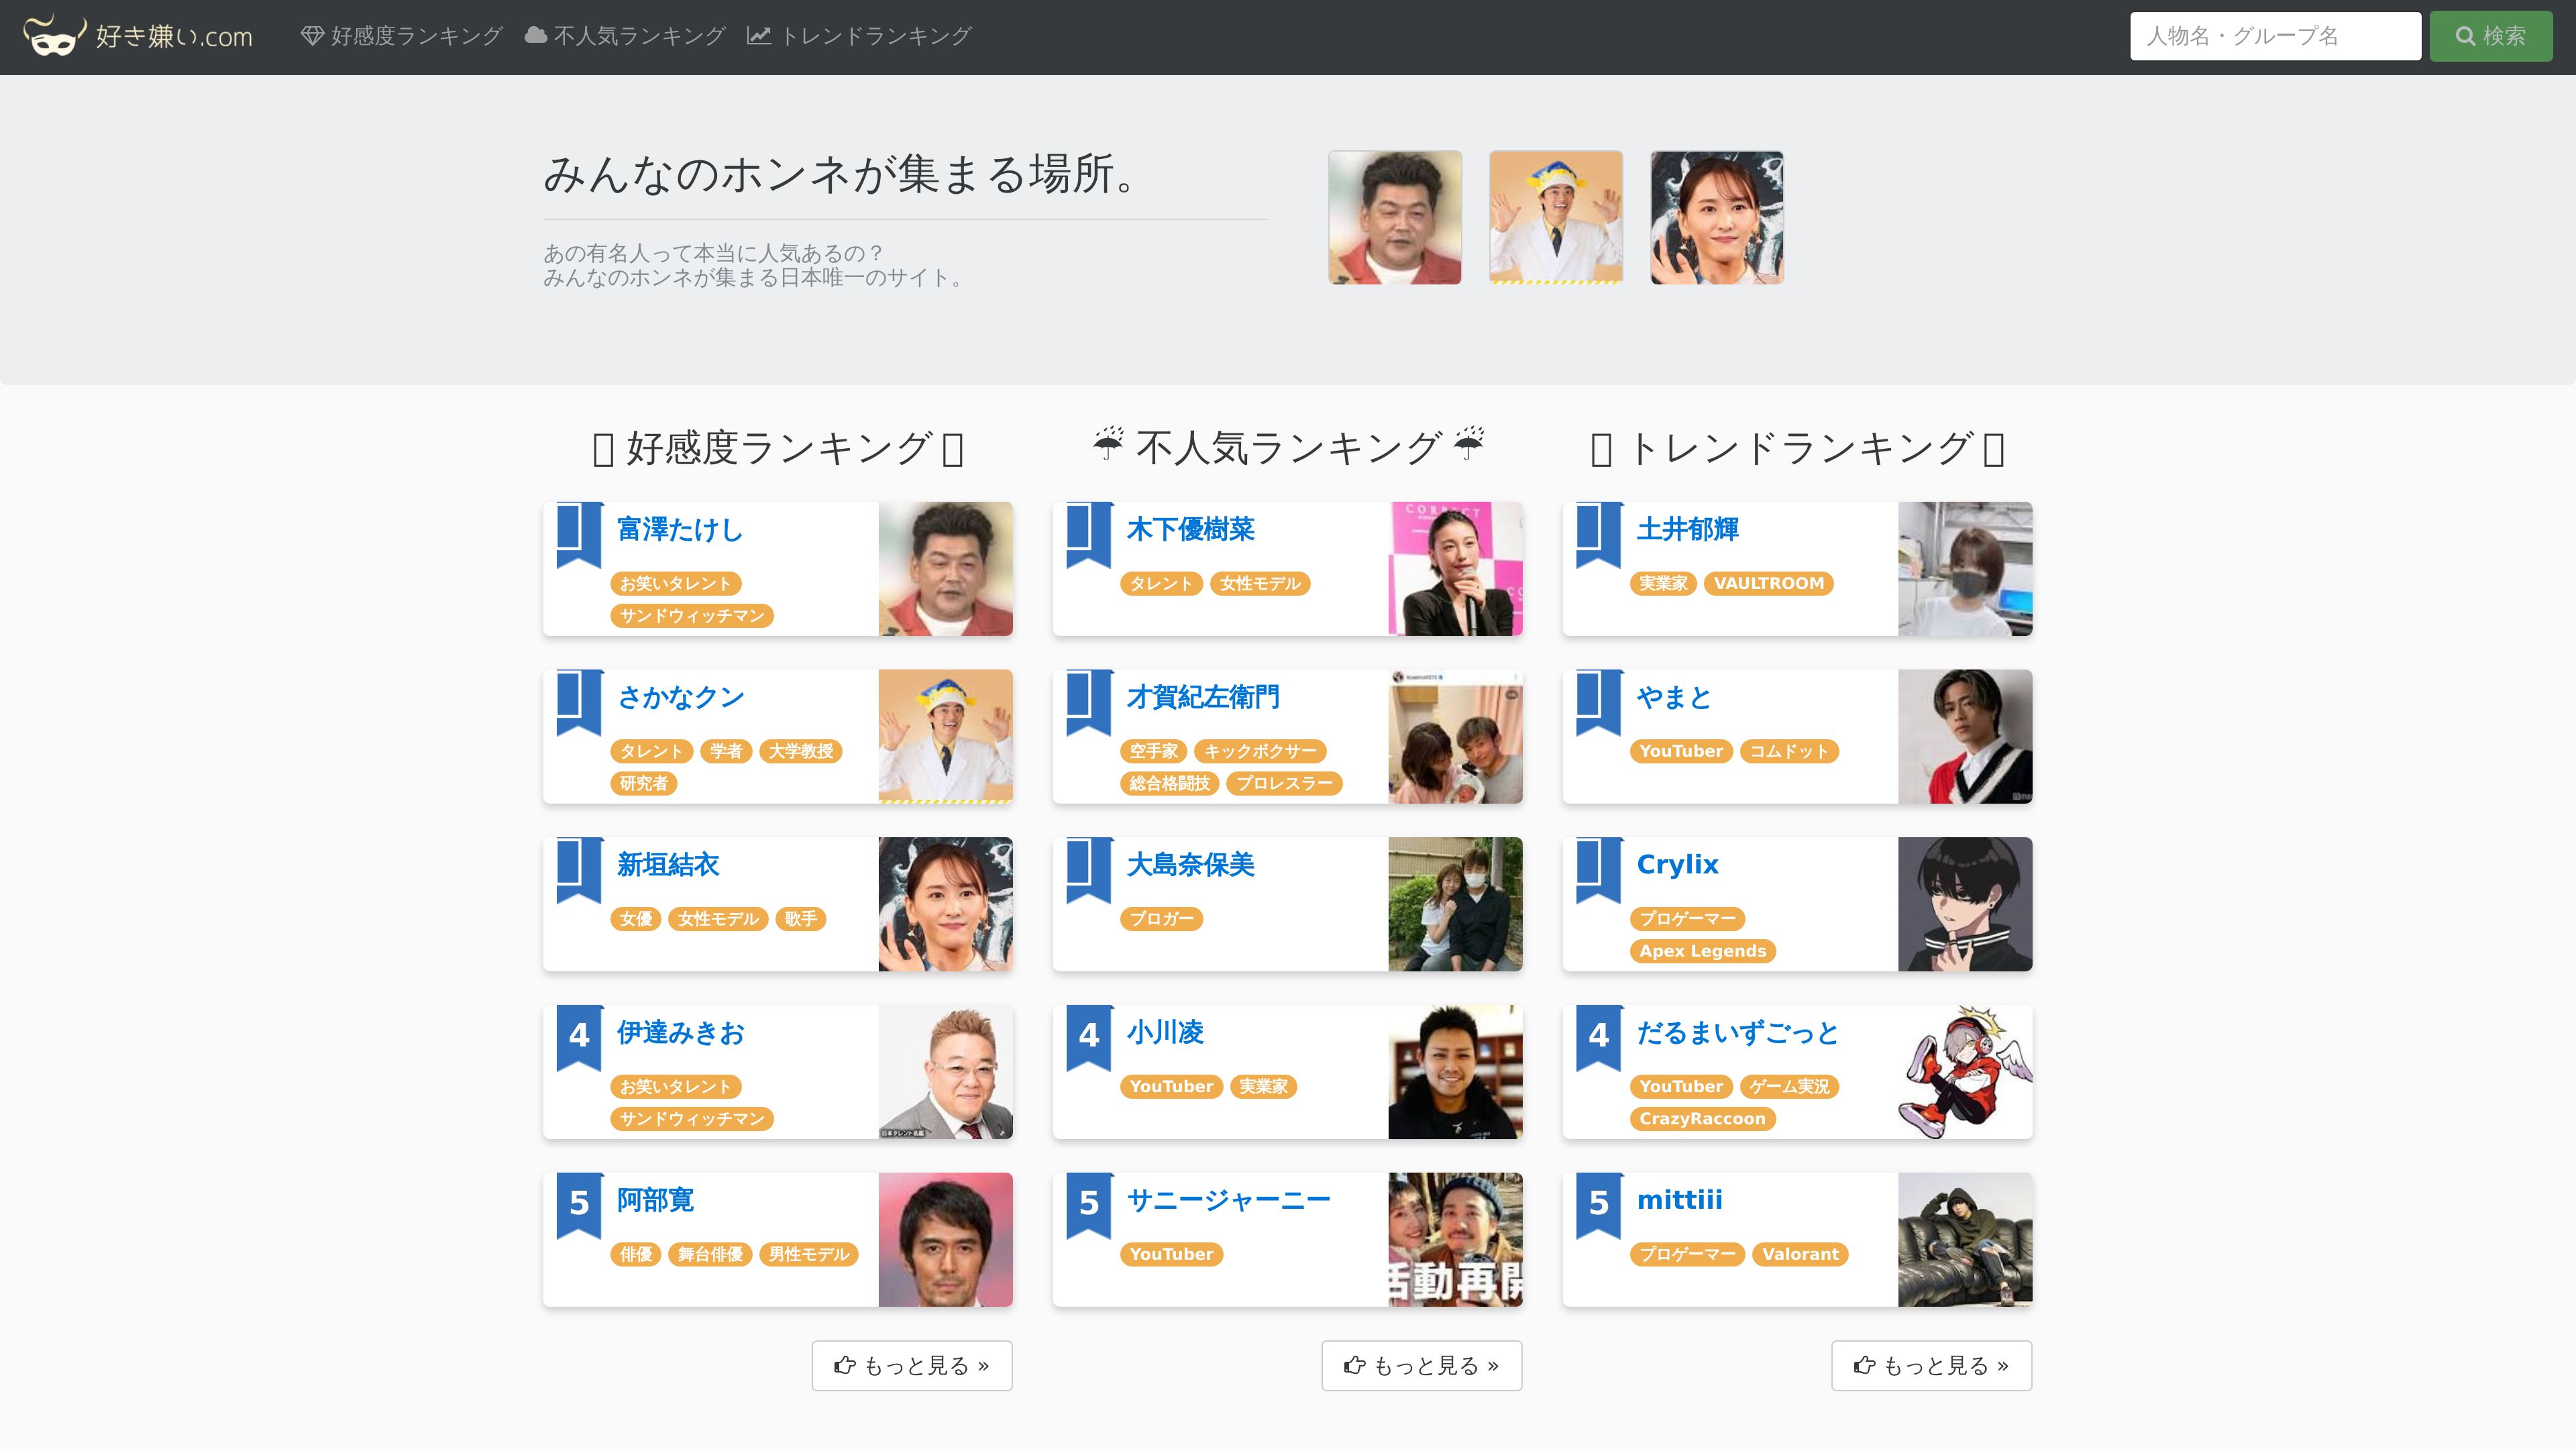 好き嫌い.com
好感度ランキング
不人気ランキング
トレンドランキング
人物名・グループ名
検索
みんなのホンネが集まる場所。
あの有名人って本当に人気あるの？
みんなのホンネが集まる日本唯一のサイト。
好感度ランキング
富澤たけし
お笑いタレント
サンドウィッチマン
さかなクン
タレント 学者 大学教授
研究者
新垣結衣
女優 女性モデル 歌手
4 伊達みきお
お笑いタレント
サンドウィッチマン
5 阿部寛
俳優 舞台俳優 男性モデル
もっと見る »
☔ 不人気ランキング ☔
木下優樹菜
タレント 女性モデル
才賀紀左衛門
空手家 キックボクサー
総合格闘技 プロレスラー
大島奈保美
ブロガー
4 小川凌
YouTuber 実業家
5 サニージャーニー
YouTuber
活動再開
もっと見る »
トレンドランキング
土井郁輝
実業家 VAULTROOM
やまと
YouTuber コムドット
Crylix
プロゲーマー
Apex Legends
4 だるまいずごっと
YouTuber ゲーム実況
CrazyRaccoon
5 mittiii
プロゲーマー Valorant
もっと見る »